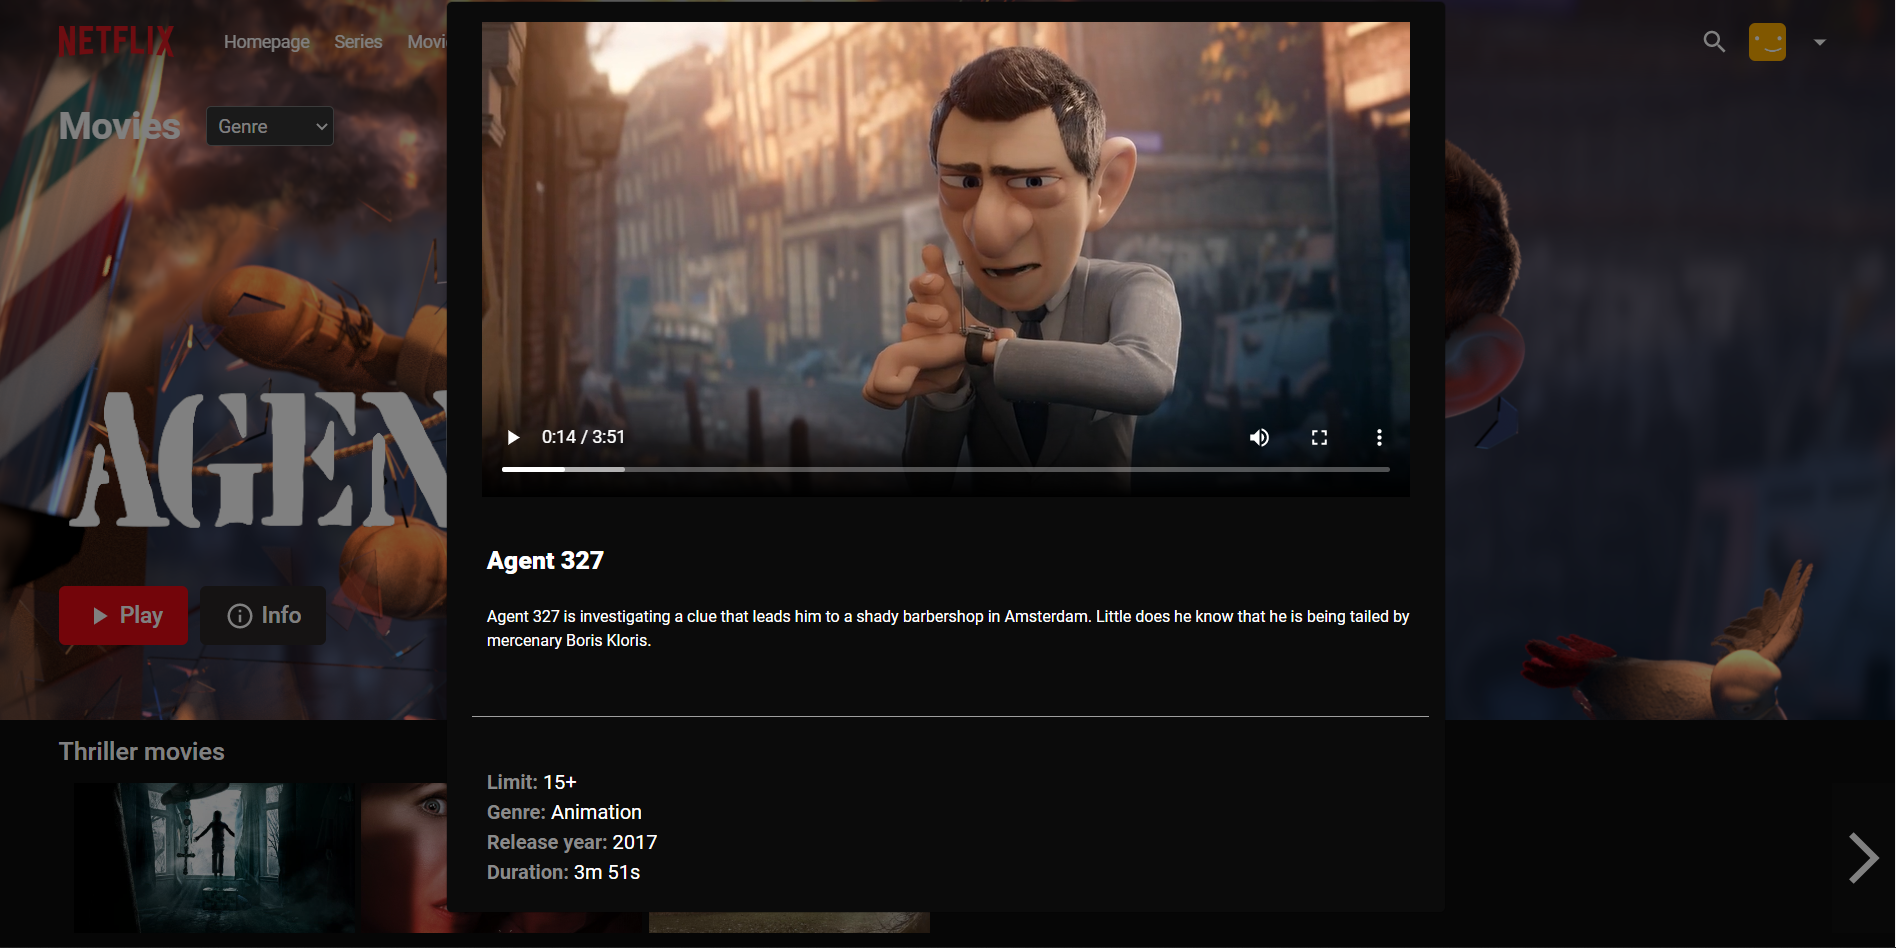 NETFLIX
Homepage Series Movi
Movies Genre
AGEN
Play Info
0:14 / 3:51
Agent 327
Agent 327 is investigating a clue that leads him to a shady barbershop in Amsterdam. Little does he know that he is being tailed by
mercenary Boris Kloris.
Thriller movies
Limit: 15+
Genre: Animation
Release year: 2017
Duration: 3m 51s